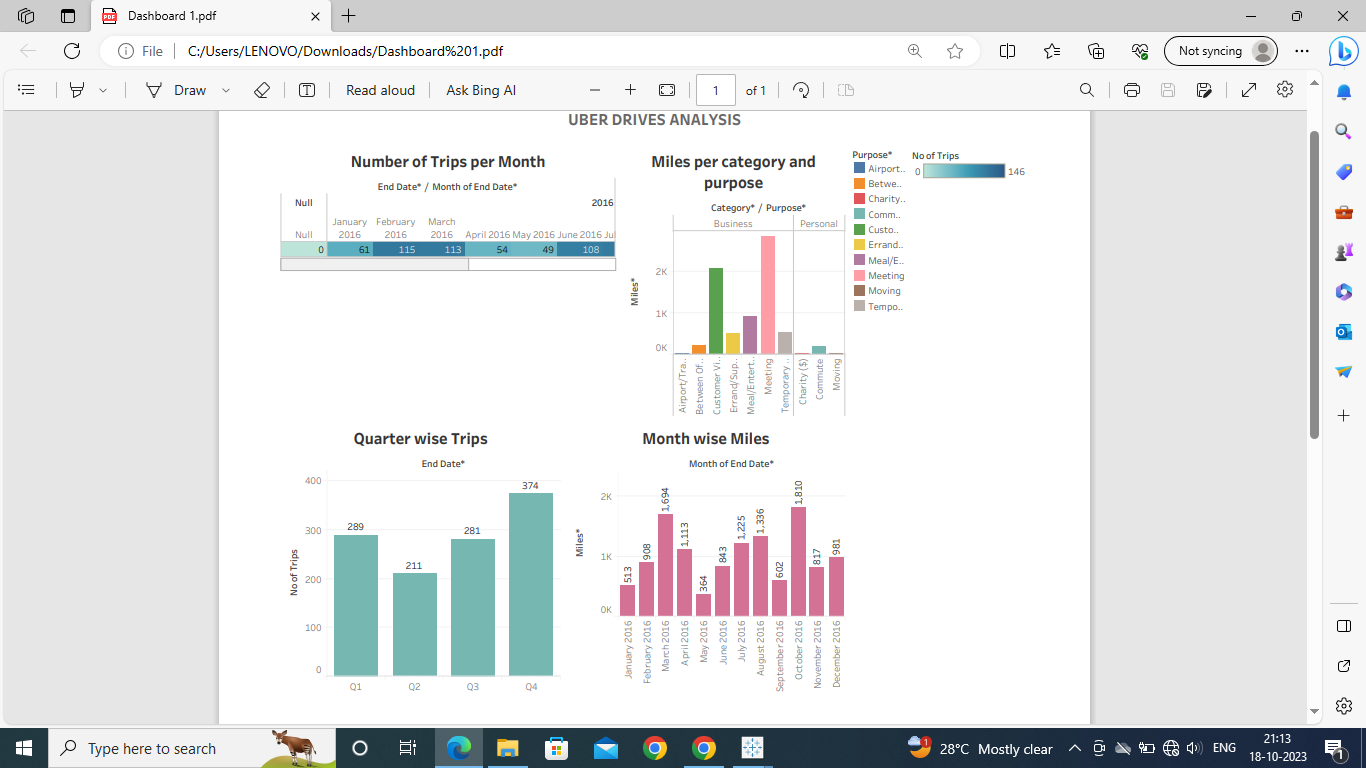 Dashboard 1.pdf
File
C:/Users/LENOVO/Downloads/Dashboard%201.pdf
Not syncing
Draw
Read aloud
Ask Bing AI
1
of 1
UBER DRIVES ANALYSIS
Number of Trips per Month
End Date* / Month of End Date*
Null
2016
January
February
March
Null
2016
2016
2016
April 2016
May 2016
June 2016
Jul
0
61
115
113
54
49
108
Miles per category and
purpose
Category* / Purpose*
Business
Personal
Miles*
2K
1K
0K
Airport/Tra..
Between Of..
Customer Vi..
Errand/Sup..
Meal/Entert..
Meeting
Temporary ..
Charity ($)
Commute
Moving
Purpose*
Airport..
Betwe..
Charity..
Comm..
Custo..
Errand..
Meal/E..
Meeting
Moving
Tempo..
No of Trips
0
146
Quarter wise Trips
End Date*
No of Trips
400
300
200
100
0
289
211
281
374
Q1
Q2
Q3
Q4
Month wise Miles
Month of End Date*
Miles*
2K
1K
0K
513
908
1,694
1,113
364
843
1,225
1,336
602
1,810
817
981
January 2016
February 2016
March 2016
April 2016
May 2016
June 2016
July 2016
August 2016
September 2016
October 2016
November 2016
December 2016
Type here to search
28°C Mostly clear
ENG
21:13
18-10-2023